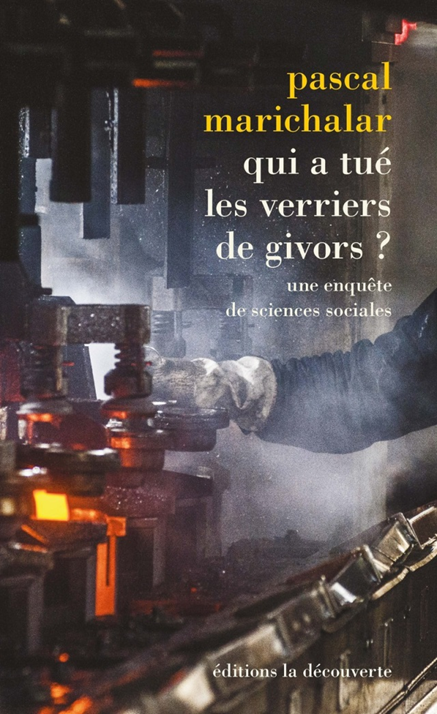 pascal
marichalar
qui a tué
les verriers
de givors ?
une enquête
de sciences sociales
éditions la découverte